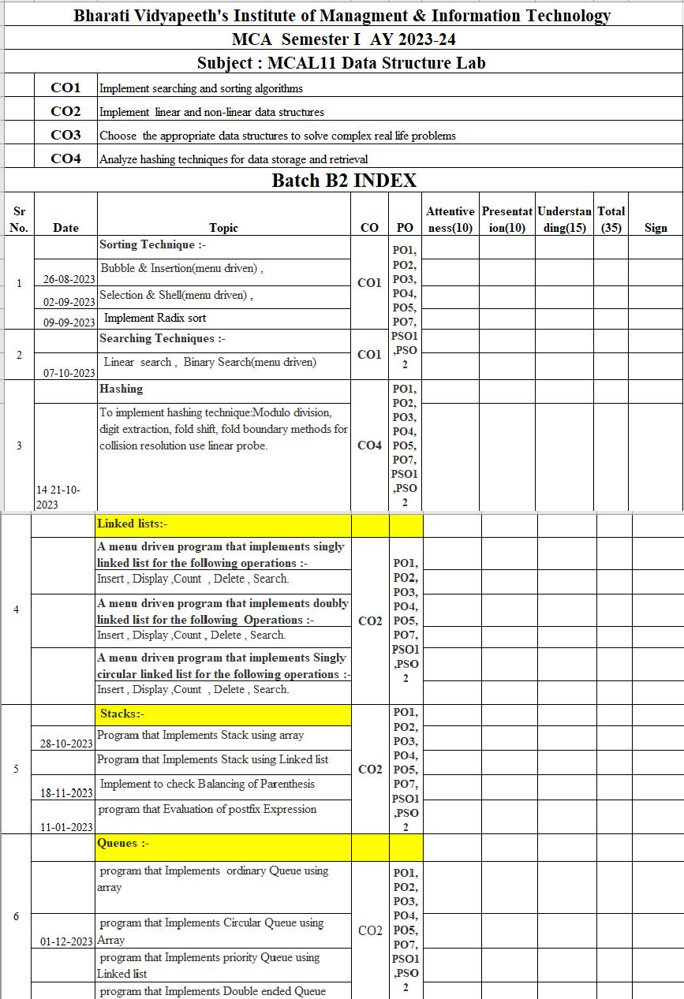 Bharati Vidyapeeth's Institute of Managment & Information Technology
MCA Semester I AY 2023-24
Subject : MCAL11 Data Structure Lab
CO1 Implement searching and sorting algorithms
CO2 Implement linear and non-linear data structures
CO3 Choose the appropriate data structures to solve complex real life problems
CO4 Analyze hashing techniques for data storage and retrieval
Batch B2 INDEX
Sr No. Date Topic CO PO Attentive ness(10) Presentat ion(10) Understan ding(15) Total (35) Sign
1
Sorting Technique :-
26-08-2023 Bubble & Insertion(menu driven) ,
02-09-2023 Selection & Shell(menu driven) ,
09-09-2023 Implement Radix sort
CO1
2
Searching Techniques :-
07-10-2023 Linear search , Binary Search(menu driven)
CO1
PO1,
PO2,
PO3,
PO4,
PO5,
PO7,
PSO1
,PSO
2
3
Hashing
To implement hashing technique:Modulo division,
digit extraction, fold shift, fold boundary methods for
collision resolution use linear probe.
14 21-10-
2023
CO4
PO1,
PO2,
PO3,
PO4,
PO5,
PO7,
PSO1
,PSO
2
4
Linked lists:-
A menu driven program that implements singly
linked list for the following operations :-
Insert , Display ,Count , Delete , Search.
A menu driven program that implements doubly
linked list for the following Operations :-
Insert , Display ,Count , Delete , Search.
A menu driven program that implements Singly
circular linked list for the following operations :-
Insert , Display ,Count , Delete , Search.
CO2
PO1,
PO2,
PO3,
PO4,
PO5,
PO7,
PSO1
,PSO
2
5
Stacks:-
28-10-2023 Program that Implements Stack using array
Program that Implements Stack using Linked list
18-11-2023 Implement to check Balancing of Parenthesis
11-01-2023 program that Evaluation of postfix Expression
CO2
PO1,
PO2,
PO3,
PO4,
PO5,
PO7,
PSO1
,PSO
2
6
Queues :-
program that Implements ordinary Queue using
array
program that Implements Circular Queue using
01-12-2023 Array
program that Implements priority Queue using
Linked list
program that Implements Double ended Queue
CO2
PO1,
PO2,
PO3,
PO4,
PO5,
PO7,
PSO1
,PSO
2